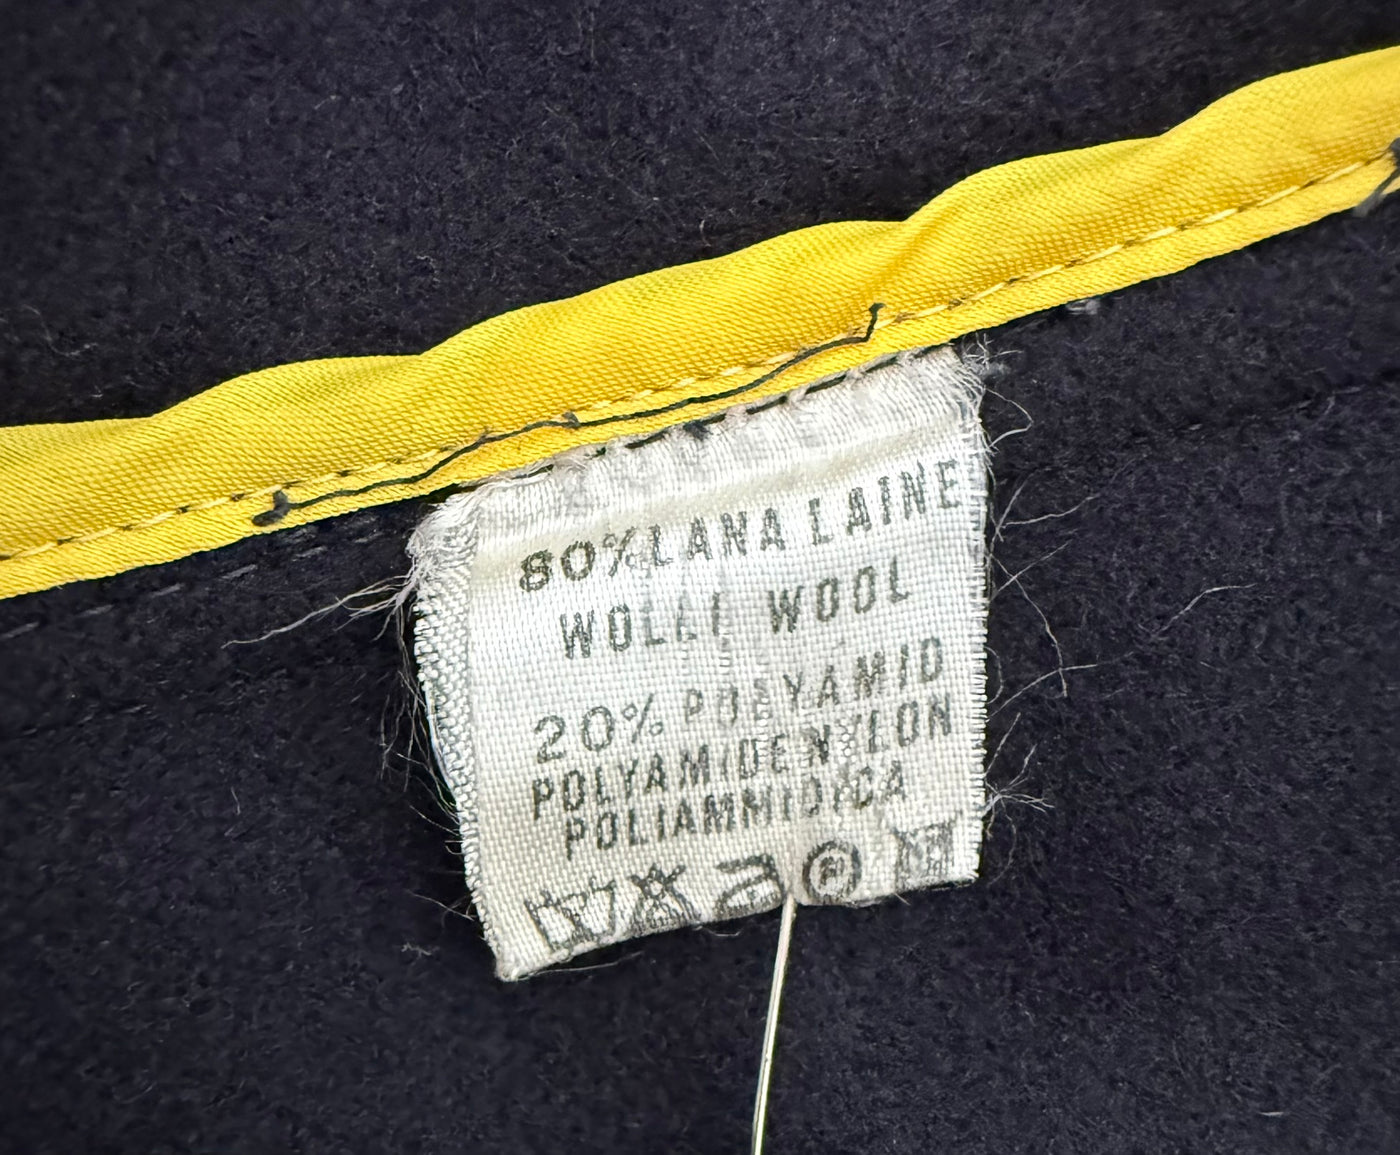 80% LANA LAINE
WOLLE WOOL
20% POLYAMID
POLYAMIDE NYLON
POLIAMMIDICA
P